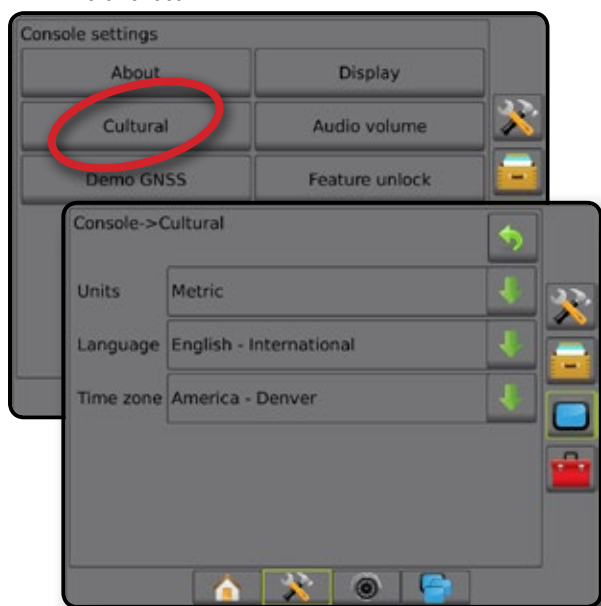 Console settings
About Display
Cultural Audio volume
Demo GNSS Feature unlock
Console->Cultural
Units Metric
Language English - International
Time zone America - Denver